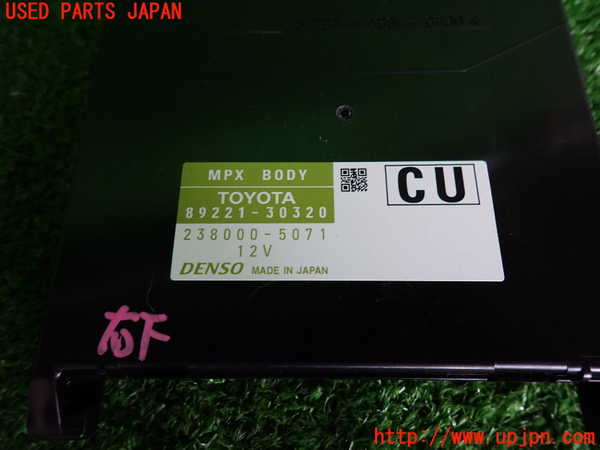 USED PARTS JAPAN
MPX BODY
TOYOTA
89221-30320
238000-5071
12V
DENSO MADE IN JAPAN
CU
右下
http://www.upjpn.com/